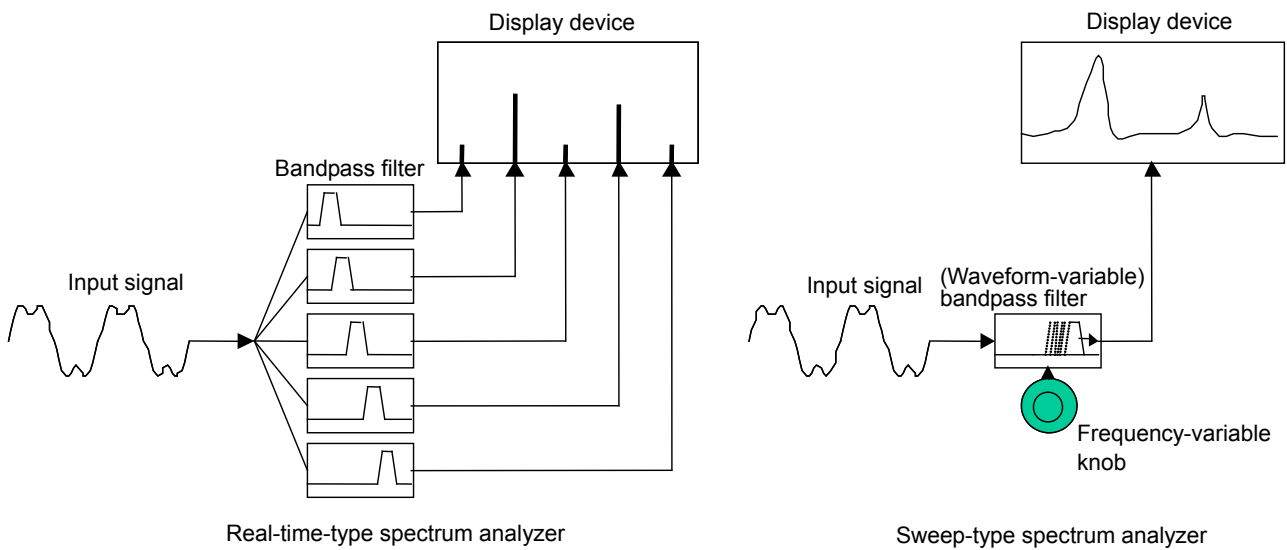 Display device
Bandpass filter
Input signal
Real-time-type spectrum analyzer
Display device
(Waveform-variable)
bandpass filter
Input signal
Frequency-variable
knob
Sweep-type spectrum analyzer